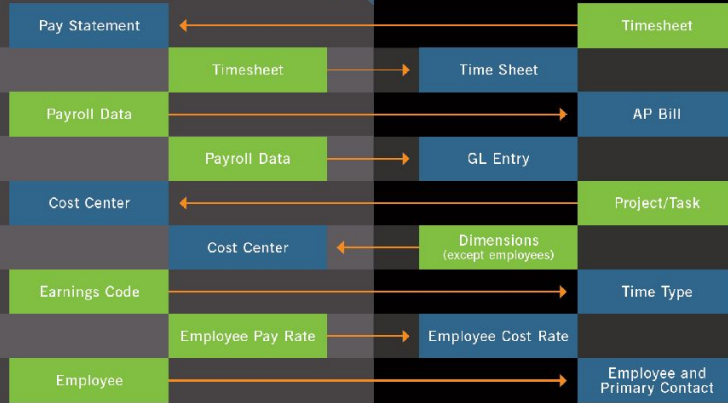 Pay Statement
Timesheet
Timesheet
Time Sheet
Payroll Data
AP Bill
Payroll Data
GL Entry
Cost Center
Project/Task
Cost Center
Dimensions
(except employees)
Earnings Code
Time Type
Employee Pay Rate
Employee Cost Rate
Employee
Employee and
Primary Contact